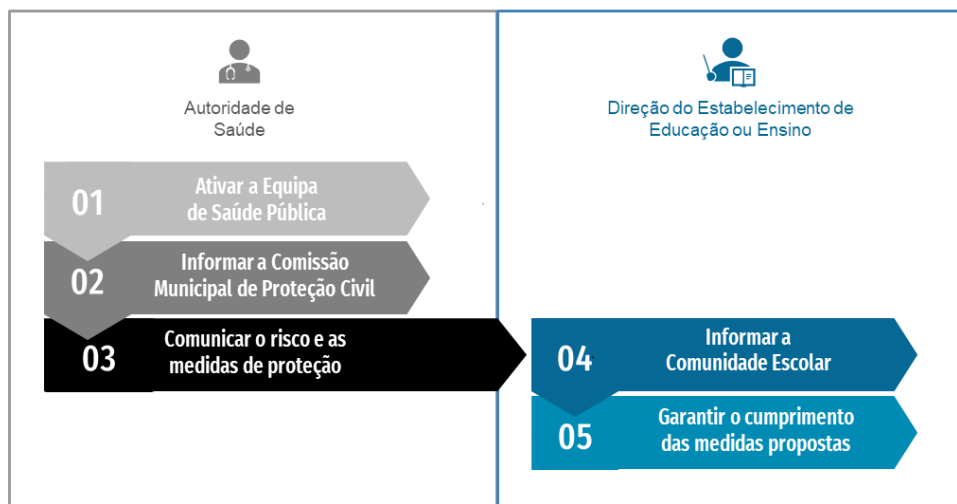 Autoridade de
Saúde
Direção do Estabelecimento de
Educação ou Ensino
01
Ativar a Equipa
de Saúde Pública
02
Informar a Comissão
Municipal de Proteção Civil
03
Comunicar o risco e as
medidas de proteção
04
Informar a
Comunidade Escolar
05
Garantir o cumprimento
das medidas propostas